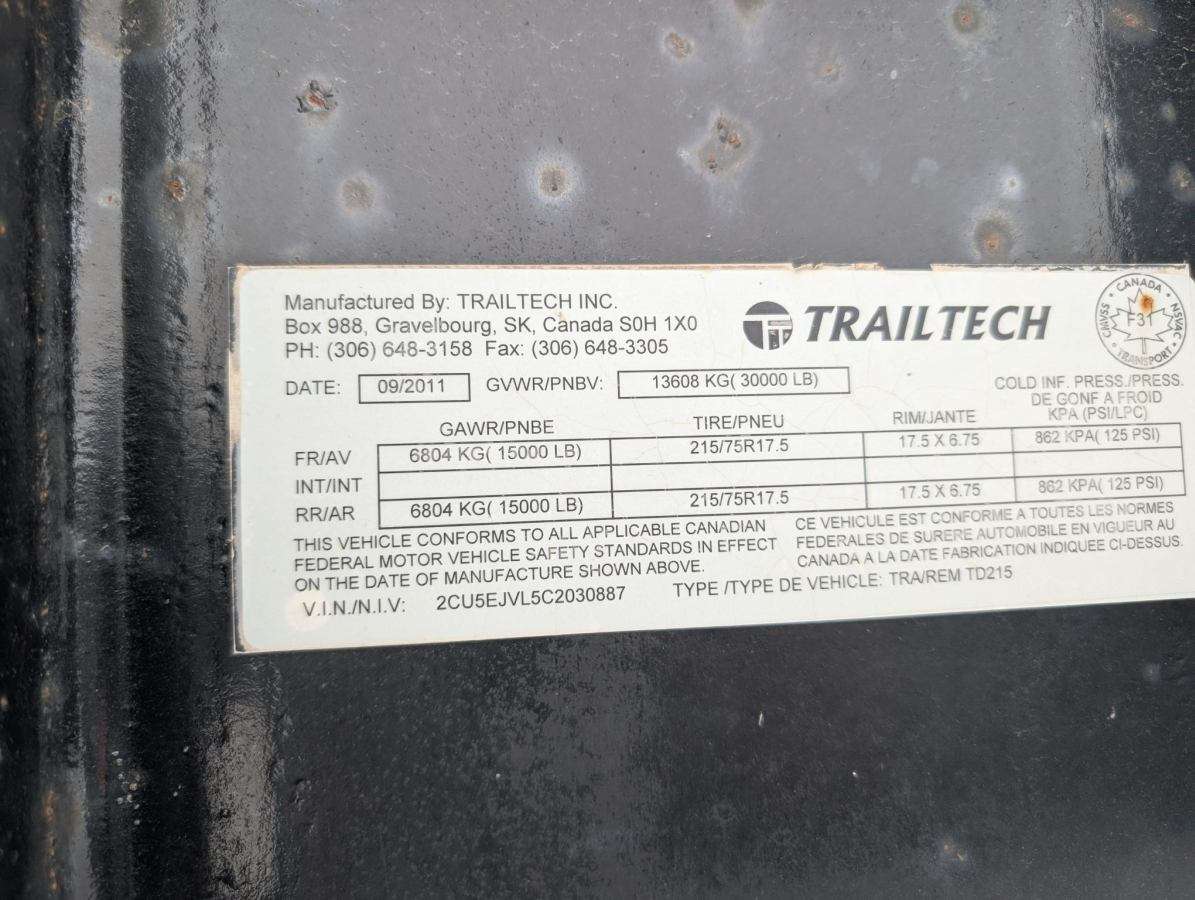 Manufactured By: TRAILTECH INC.
Box 988, Gravelbourg, SK, Canada S0H 1X0
PH: (306) 648-3158 Fax: (306) 648-3305
TRAILTECH
CANADA
CMVSS
F31
NSVAC
TRANSPORT
DATE: 09/2011 GVWR/PNBV: 13608 KG( 30000 LB)
COLD INF. PRESS./PRESS.
DE GONF A FROID
KPA (PSI/LPC)
GAWR/PNBE TIRE/PNEU RIM/JANTE
FR/AV 6804 KG( 15000 LB) 215/75R17.5 17.5 X 6.75 862 KPA( 125 PSI)
INT/INT
RR/AR 6804 KG( 15000 LB) 215/75R17.5 17.5 X 6.75 862 KPA( 125 PSI)
THIS VEHICLE CONFORMS TO ALL APPLICABLE CANADIAN
FEDERAL MOTOR VEHICLE SAFETY STANDARDS IN EFFECT
ON THE DATE OF MANUFACTURE SHOWN ABOVE.
CE VEHICULE EST CONFORME A TOUTES LES NORMES
FEDERALES DE SURERE AUTOMOBILE EN VIGUEUR AU
CANADA A LA DATE FABRICATION INDIQUEE CI-DESSUS.
V.I.N./N.I.V: 2CU5EJVL5C2030887 TYPE /TYPE DE VEHICLE: TRA/REM TD215